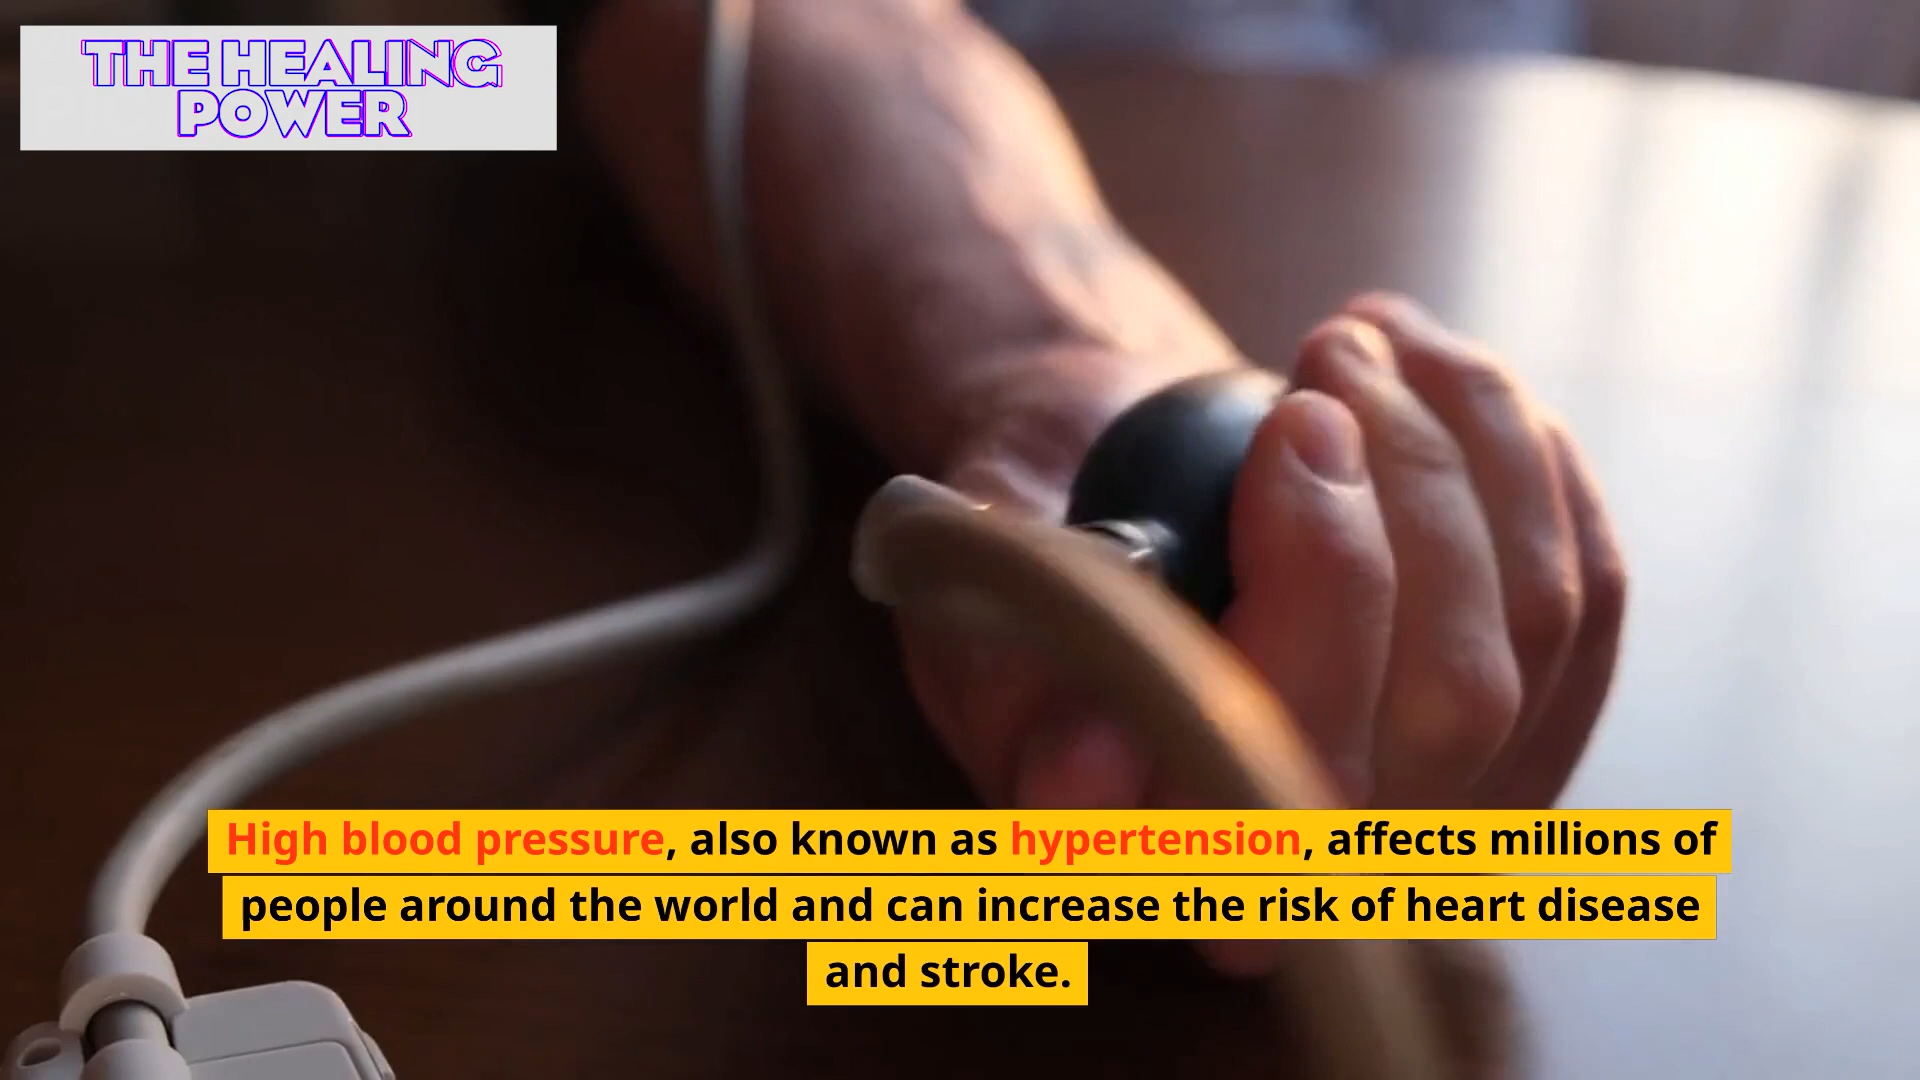 THE HEALING
POWER
High blood pressure, also known as hypertension, affects millions of
people around the world and can increase the risk of heart disease
and stroke.